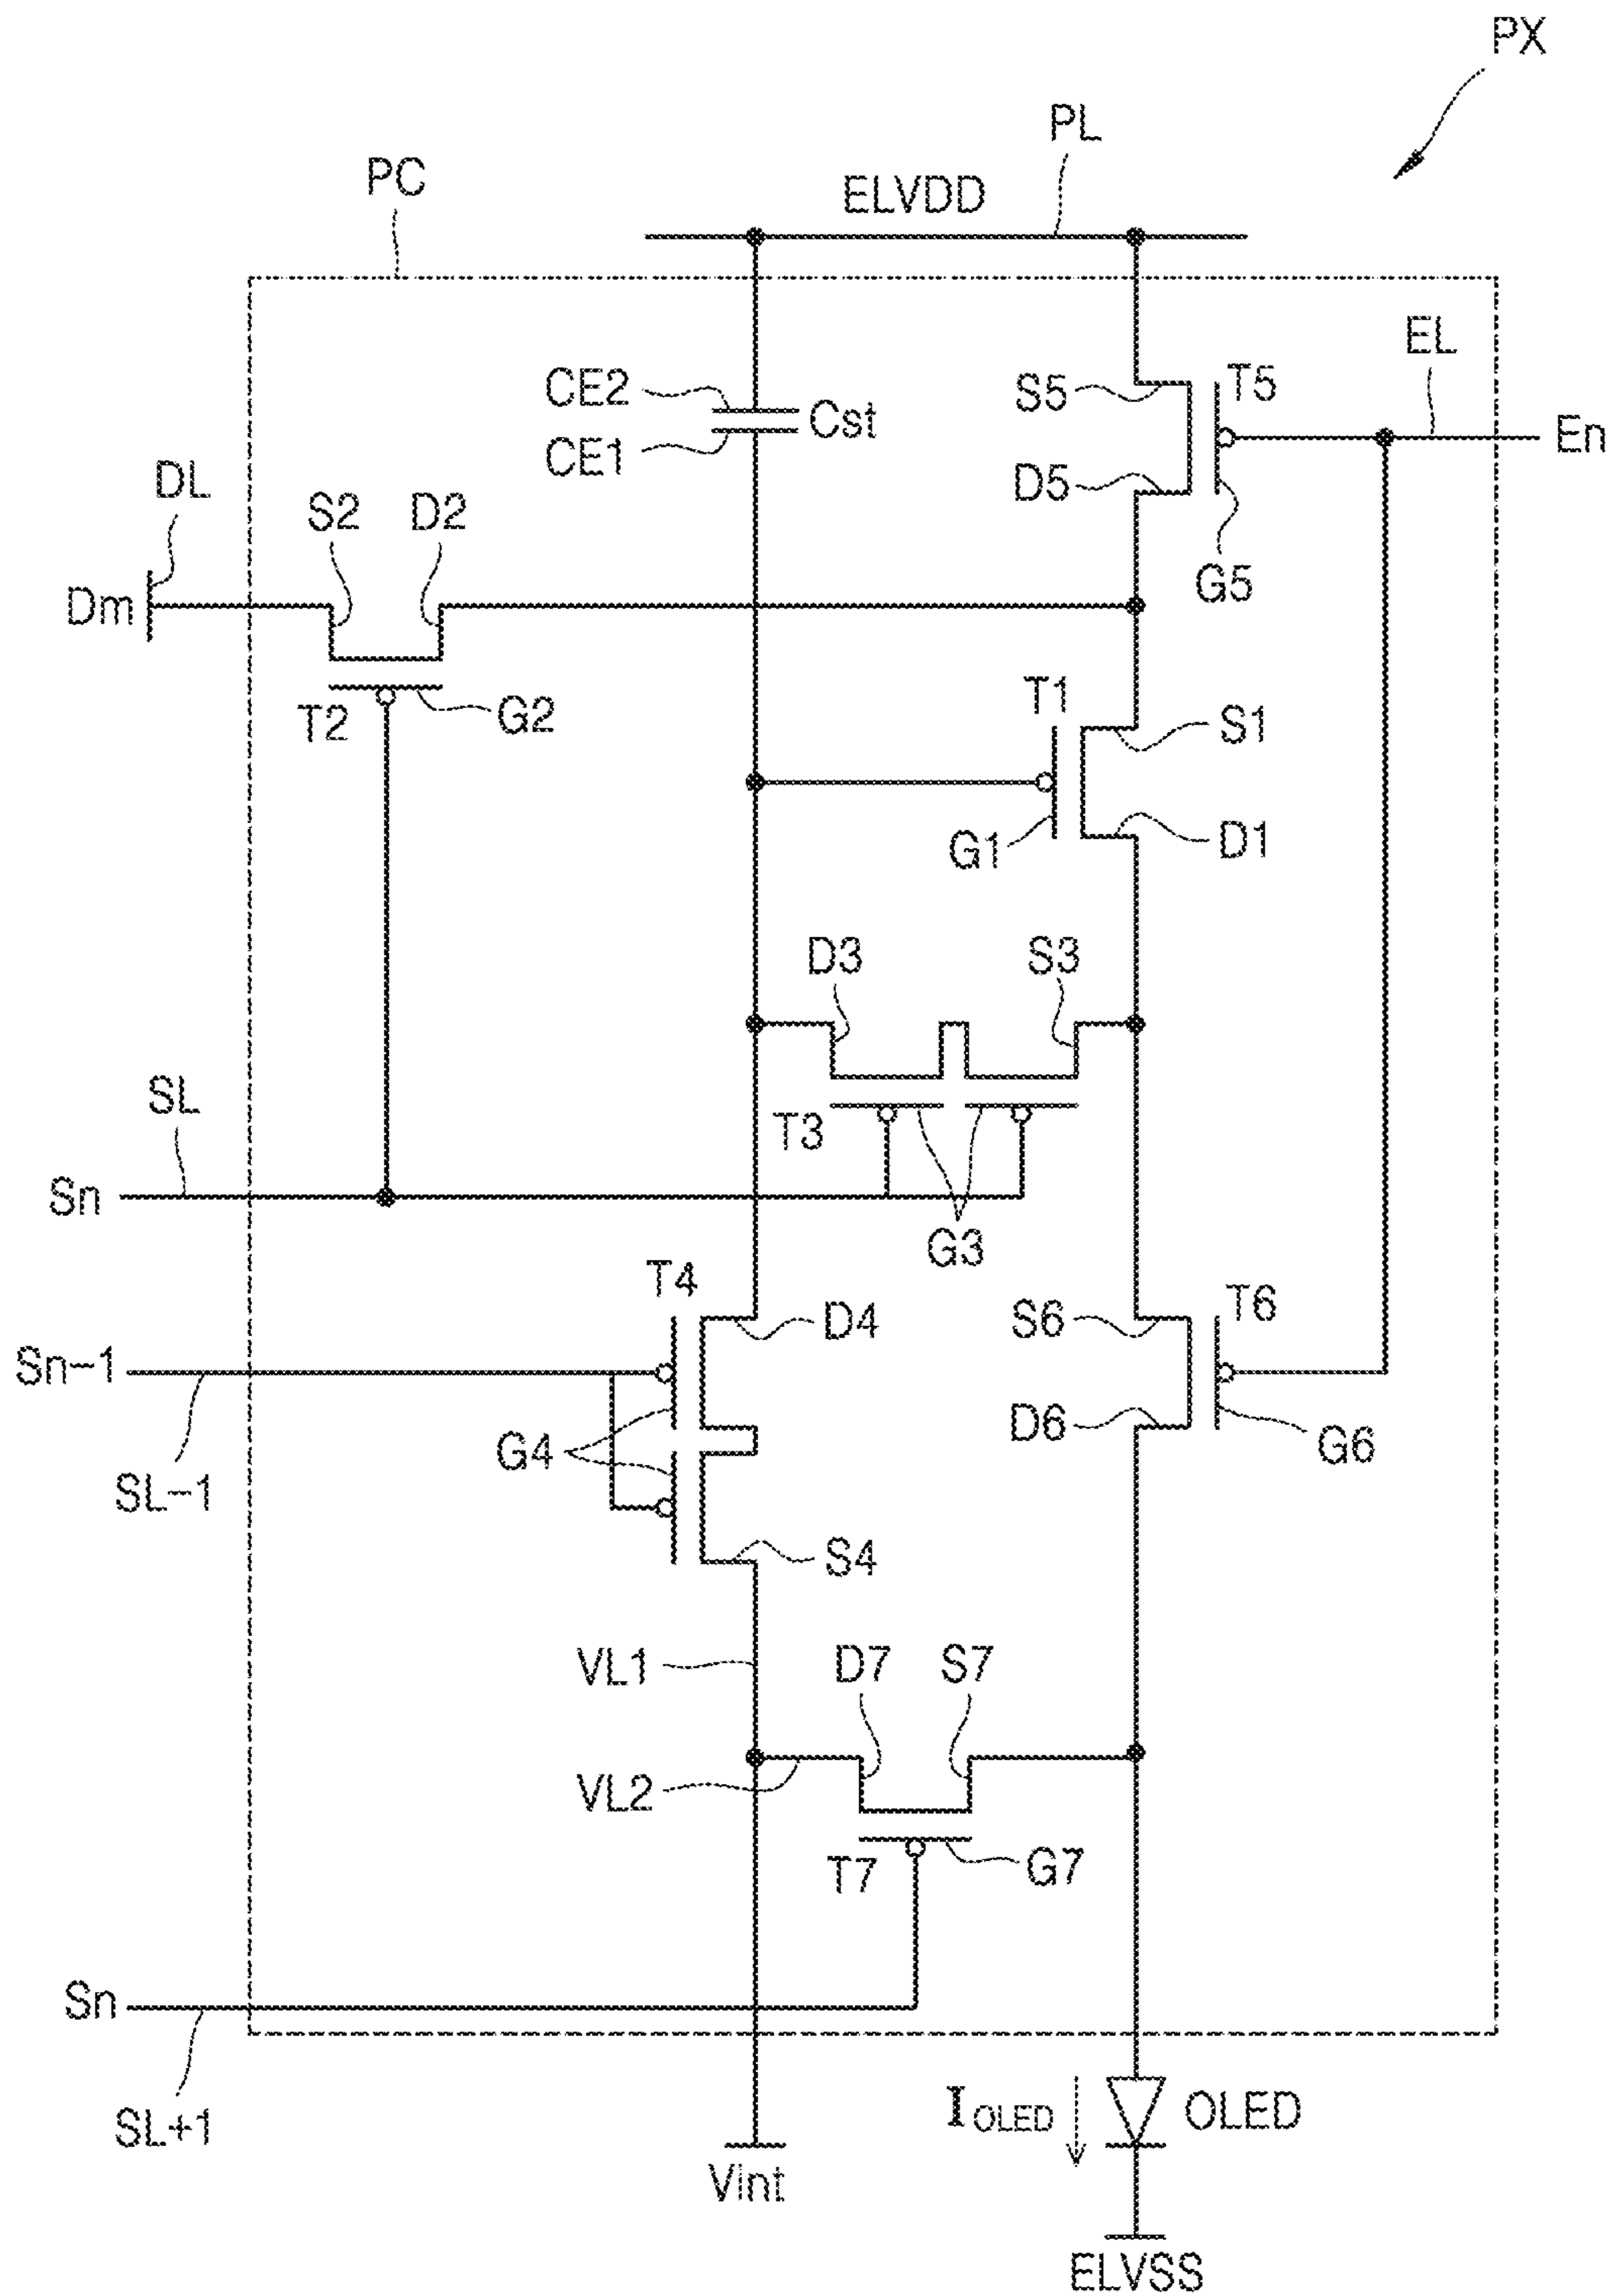 PX
PL
PC
ELVDD
EL
CE2
S5
T5
Cst
En
CE1
D5
DL
S2
D2
G5
Dm
T1
T2
G2
S1
G1
D1
D3
S3
SL
T3
Sn
G3
T4
D4
S6
T6
Sn-1
G4
D6
G6
SL-1
S4
VL1
D7
S7
VL2
T7
G7
Sn
SL+1
IOLED
OLED
Vint
ELVSS